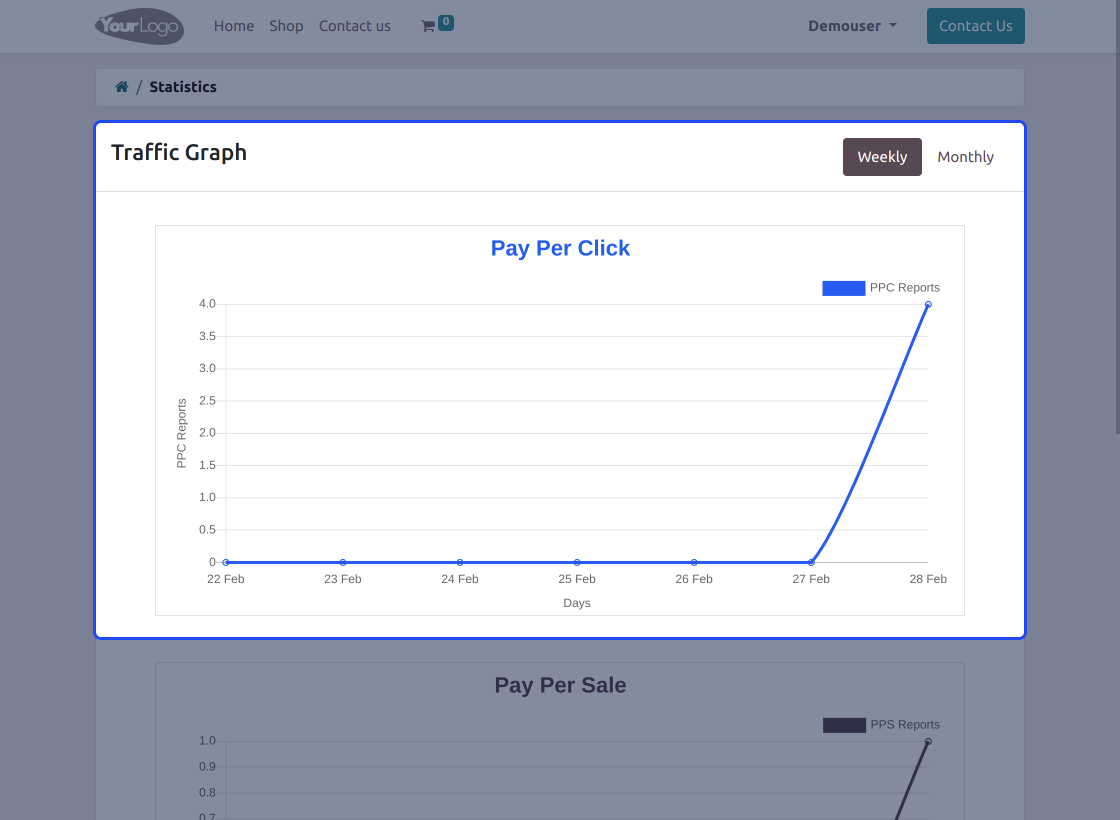 YourLogo Home Shop Contact us 0 Demouser Contact Us
/ Statistics
Traffic Graph Weekly Monthly
Pay Per Click
PPC Reports
4.0
3.5
3.0
2.5
2.0
1.5
1.0
0.5
0
PPC Reports
22 Feb 23 Feb 24 Feb 25 Feb 26 Feb 27 Feb 28 Feb
Days
Pay Per Sale
PPS Reports
1.0
0.9
0.8
0.7